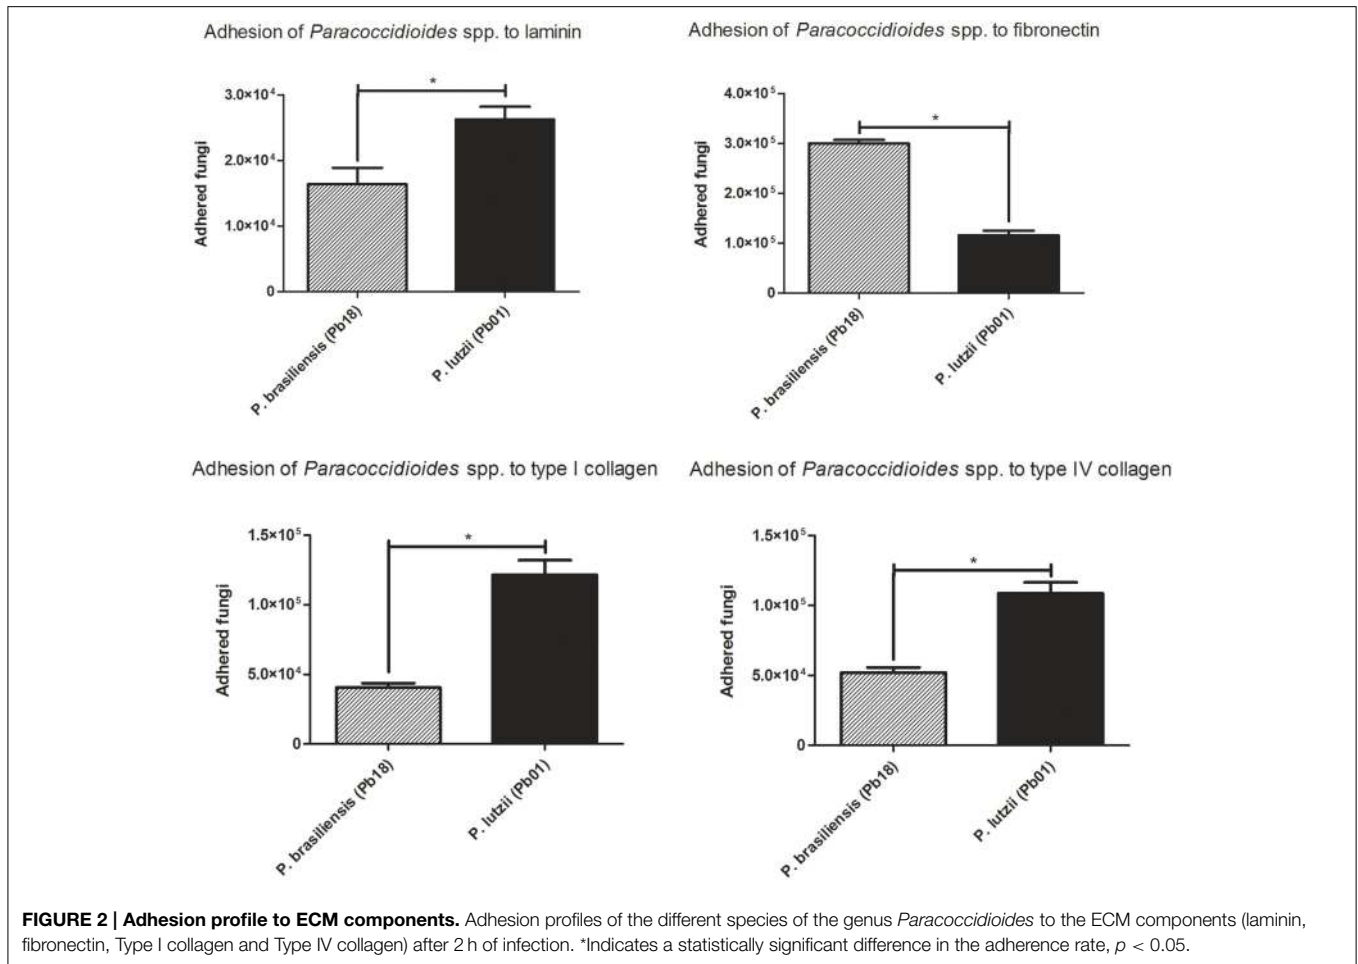 Adhesion of Paracoccidioides spp. to laminin
*
3.0×10⁴
2.0×10⁴
1.0×10⁴
0
Adhered fungi
P. brasiliensis (Pb18)
P. lutzii (Pb01)
Adhesion of Paracoccidioides spp. to fibronectin
*
4.0×10⁵
3.0×10⁵
2.0×10⁵
1.0×10⁵
0
Adhered fungi
P. brasiliensis (Pb18)
P. lutzii (Pb01)
Adhesion of Paracoccidioides spp. to type I collagen
*
1.5×10⁵
1.0×10⁵
5.0×10⁴
0
Adhered fungi
P. brasiliensis (Pb18)
P. lutzii (Pb01)
Adhesion of Paracoccidioides spp. to type IV collagen
*
1.5×10⁵
1.0×10⁵
5.0×10⁴
0
Adhered fungi
P. brasiliensis (Pb18)
P. lutzii (Pb01)
FIGURE 2 | Adhesion profile to ECM components. Adhesion profiles of the different species of the genus Paracoccidioides to the ECM components (laminin,
fibronectin, Type I collagen and Type IV collagen) after 2 h of infection. *Indicates a statistically significant difference in the adherence rate, p < 0.05.